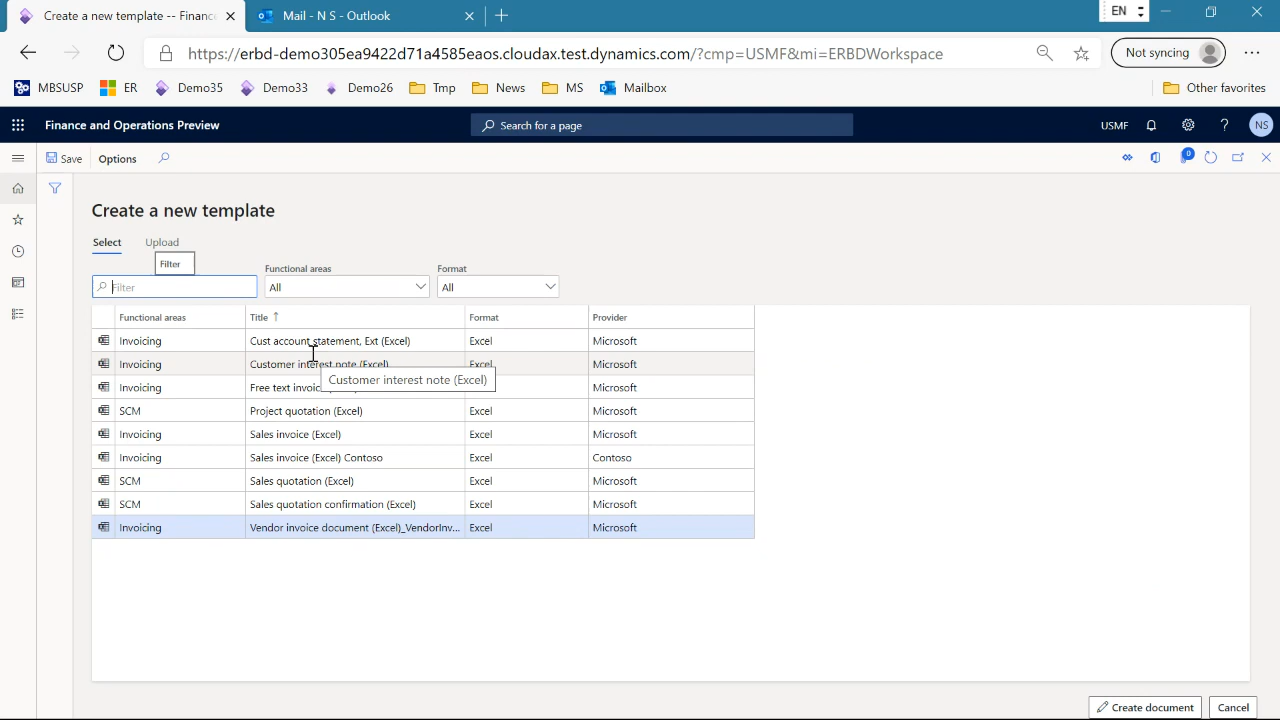 Create a new template -- Financ
Mail - N S - Outlook
EN
https://erbd-demo305ea9422d71a4585eaos.cloudax.test.dynamics.com/?cmp=USMF&mi=ERBDWorkspace
Not syncing
MBSUSP
ER
Demo35
Demo33
Demo26
Tmp
News
MS
Mailbox
Other favorites
Finance and Operations Preview
Search for a page
USMF
?
NS
Save
Options
0
Create a new template
Select
Upload
Filter
Functional areas
Format
Filter
All
All
Functional areas Title ↑ Format Provider
Invoicing Cust account statement, Ext (Excel) Excel Microsoft
Invoicing Customer interest note (Excel) Excel Microsoft
Customer interest note (Excel)
Invoicing Free text invoic Microsoft
SCM Project quotation (Excel) Excel Microsoft
Invoicing Sales invoice (Excel) Excel Microsoft
Invoicing Sales invoice (Excel) Contoso Excel Contoso
SCM Sales quotation (Excel) Excel Microsoft
SCM Sales quotation confirmation (Excel) Excel Microsoft
Invoicing Vendor invoice document (Excel)_VendorInv... Excel Microsoft
Create document
Cancel